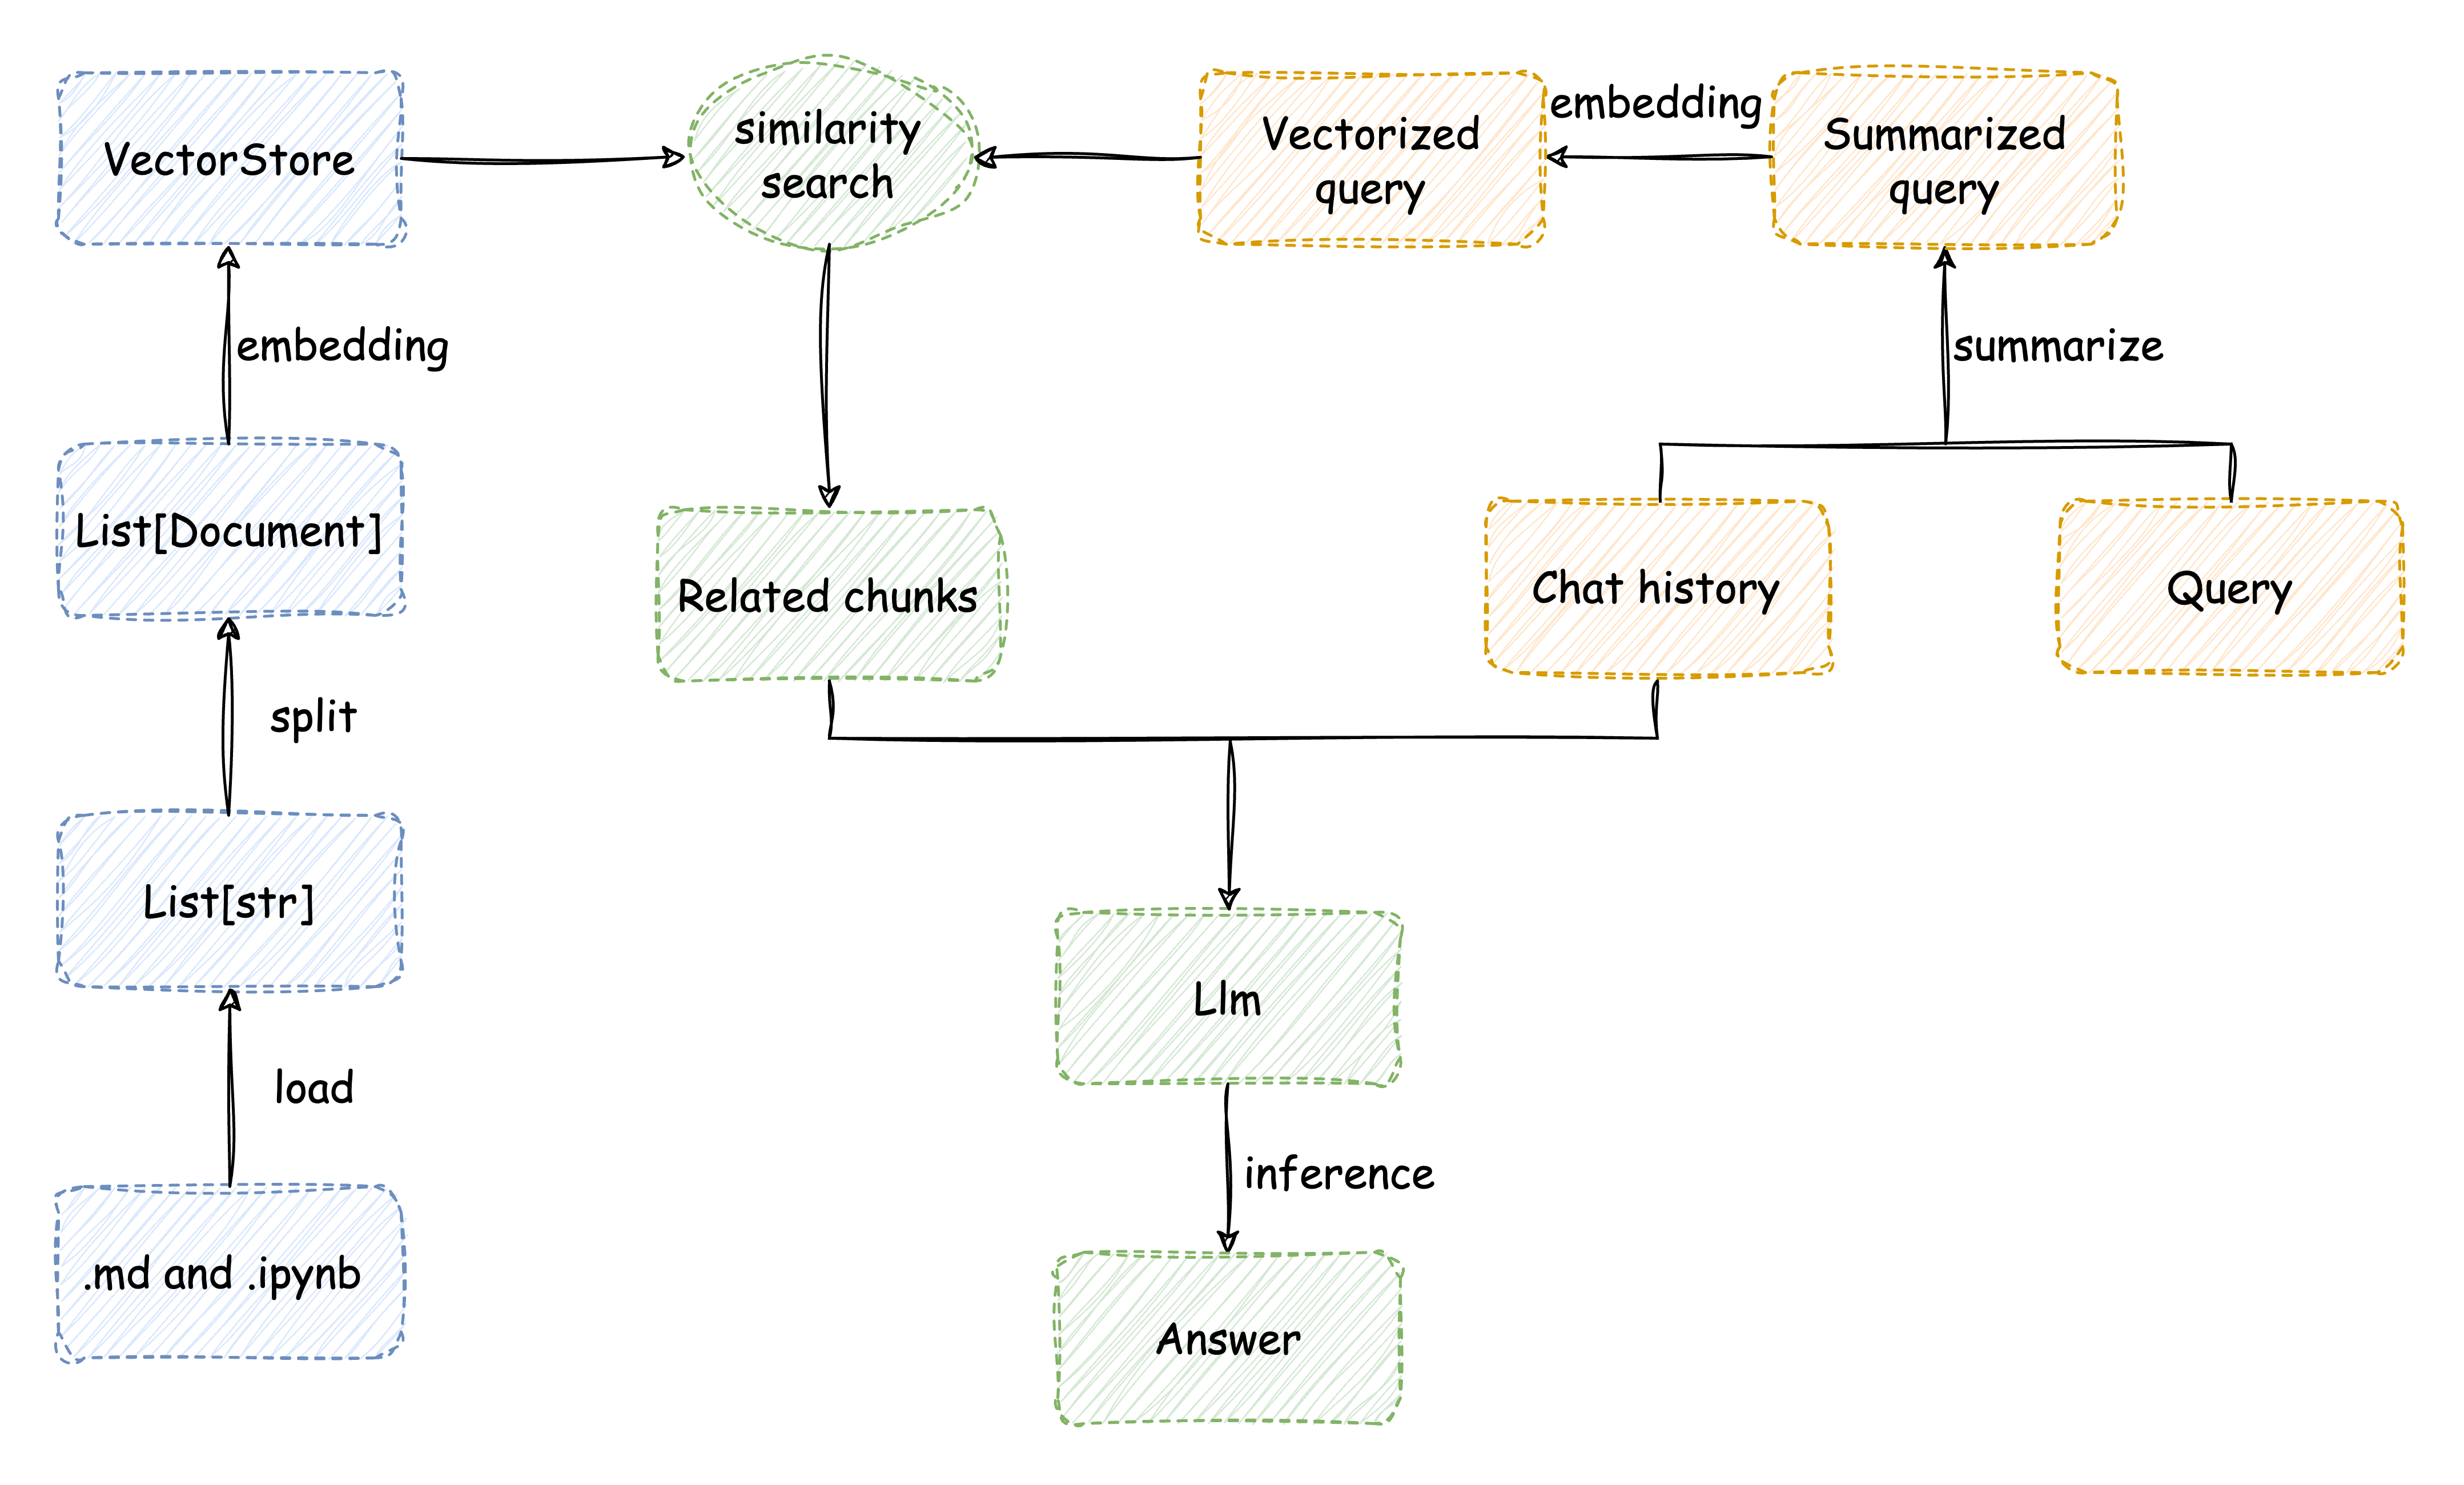 VectorStore
similarity
search
Vectorized
query
embedding
Summarized
query
embedding
summarize
List[Document]
Related chunks
Chat history
Query
split
List[str]
Llm
load
inference
.md and .ipynb
Answer